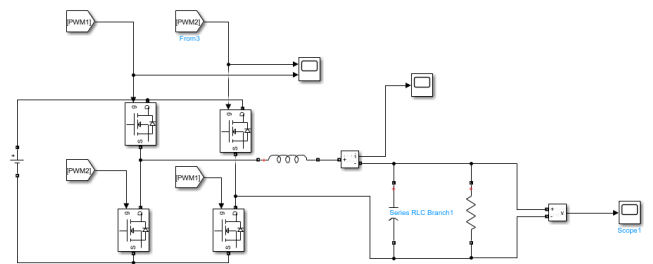 [PWM1]
[PWM2]
From3
g
D
S
g
D
S
+
i
+
-
[PWM2]
[PWM1]
g
D
S
g
D
S
Series RLC Branch1
+
-
v
Scope1